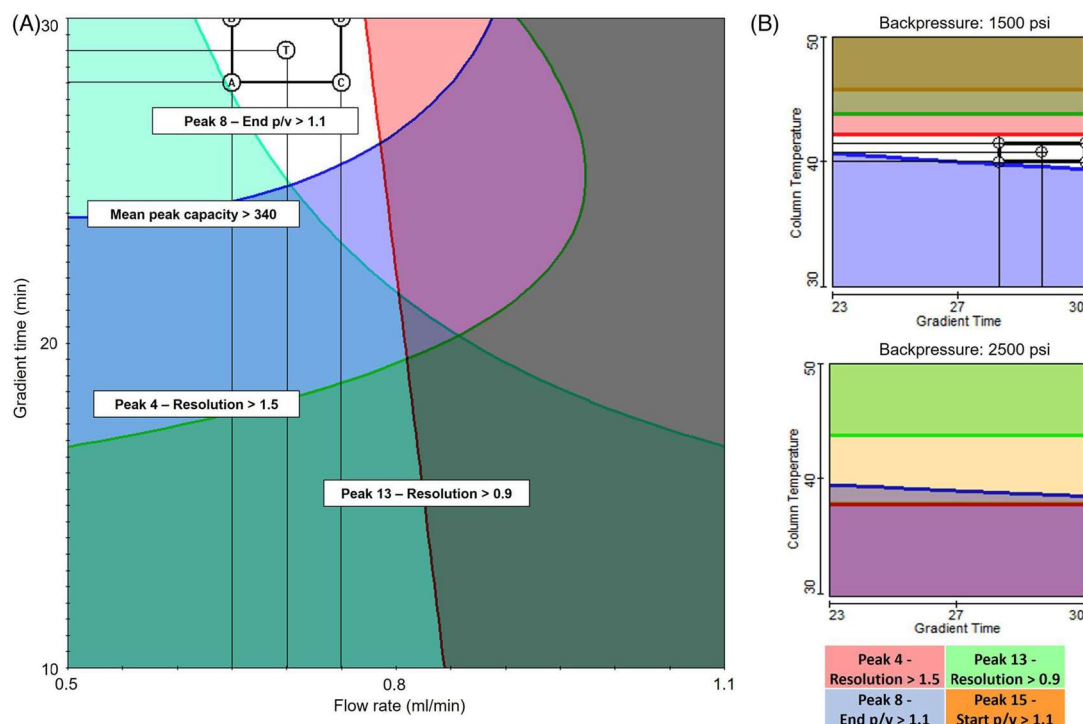 (A)
30
20
10
Gradient time (min)
T
A
C
Peak 8 – End p/v > 1.1
Mean peak capacity > 340
Peak 4 – Resolution > 1.5
Peak 13 – Resolution > 0.9
0.5
0.8
1.1
Flow rate (ml/min)
(B)
Backpressure: 1500 psi
50
40
30
Column Temperature
23
27
30
Gradient Time
Backpressure: 2500 psi
50
40
30
Column Temperature
23
27
30
Gradient Time
Peak 4 -
Resolution > 1.5
Peak 13 -
Resolution > 0.9
Peak 8 -
End p/v > 1.1
Peak 15 -
Start p/v > 1.1